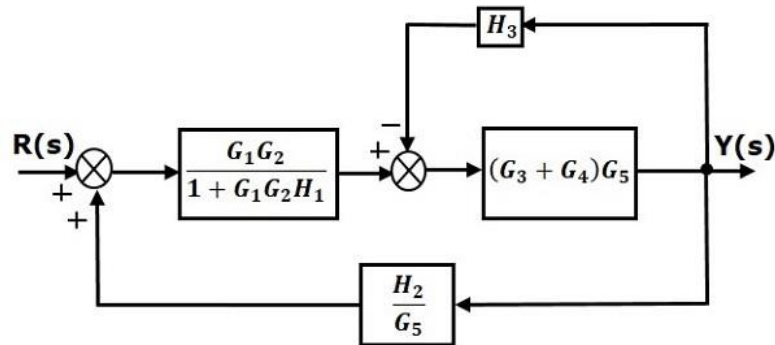 H₃
−
R(s)
+
+
G₁G₂
1 + G₁G₂H₁
+
(G₃ + G₄)G₅
Y(s)
H₂
G₅